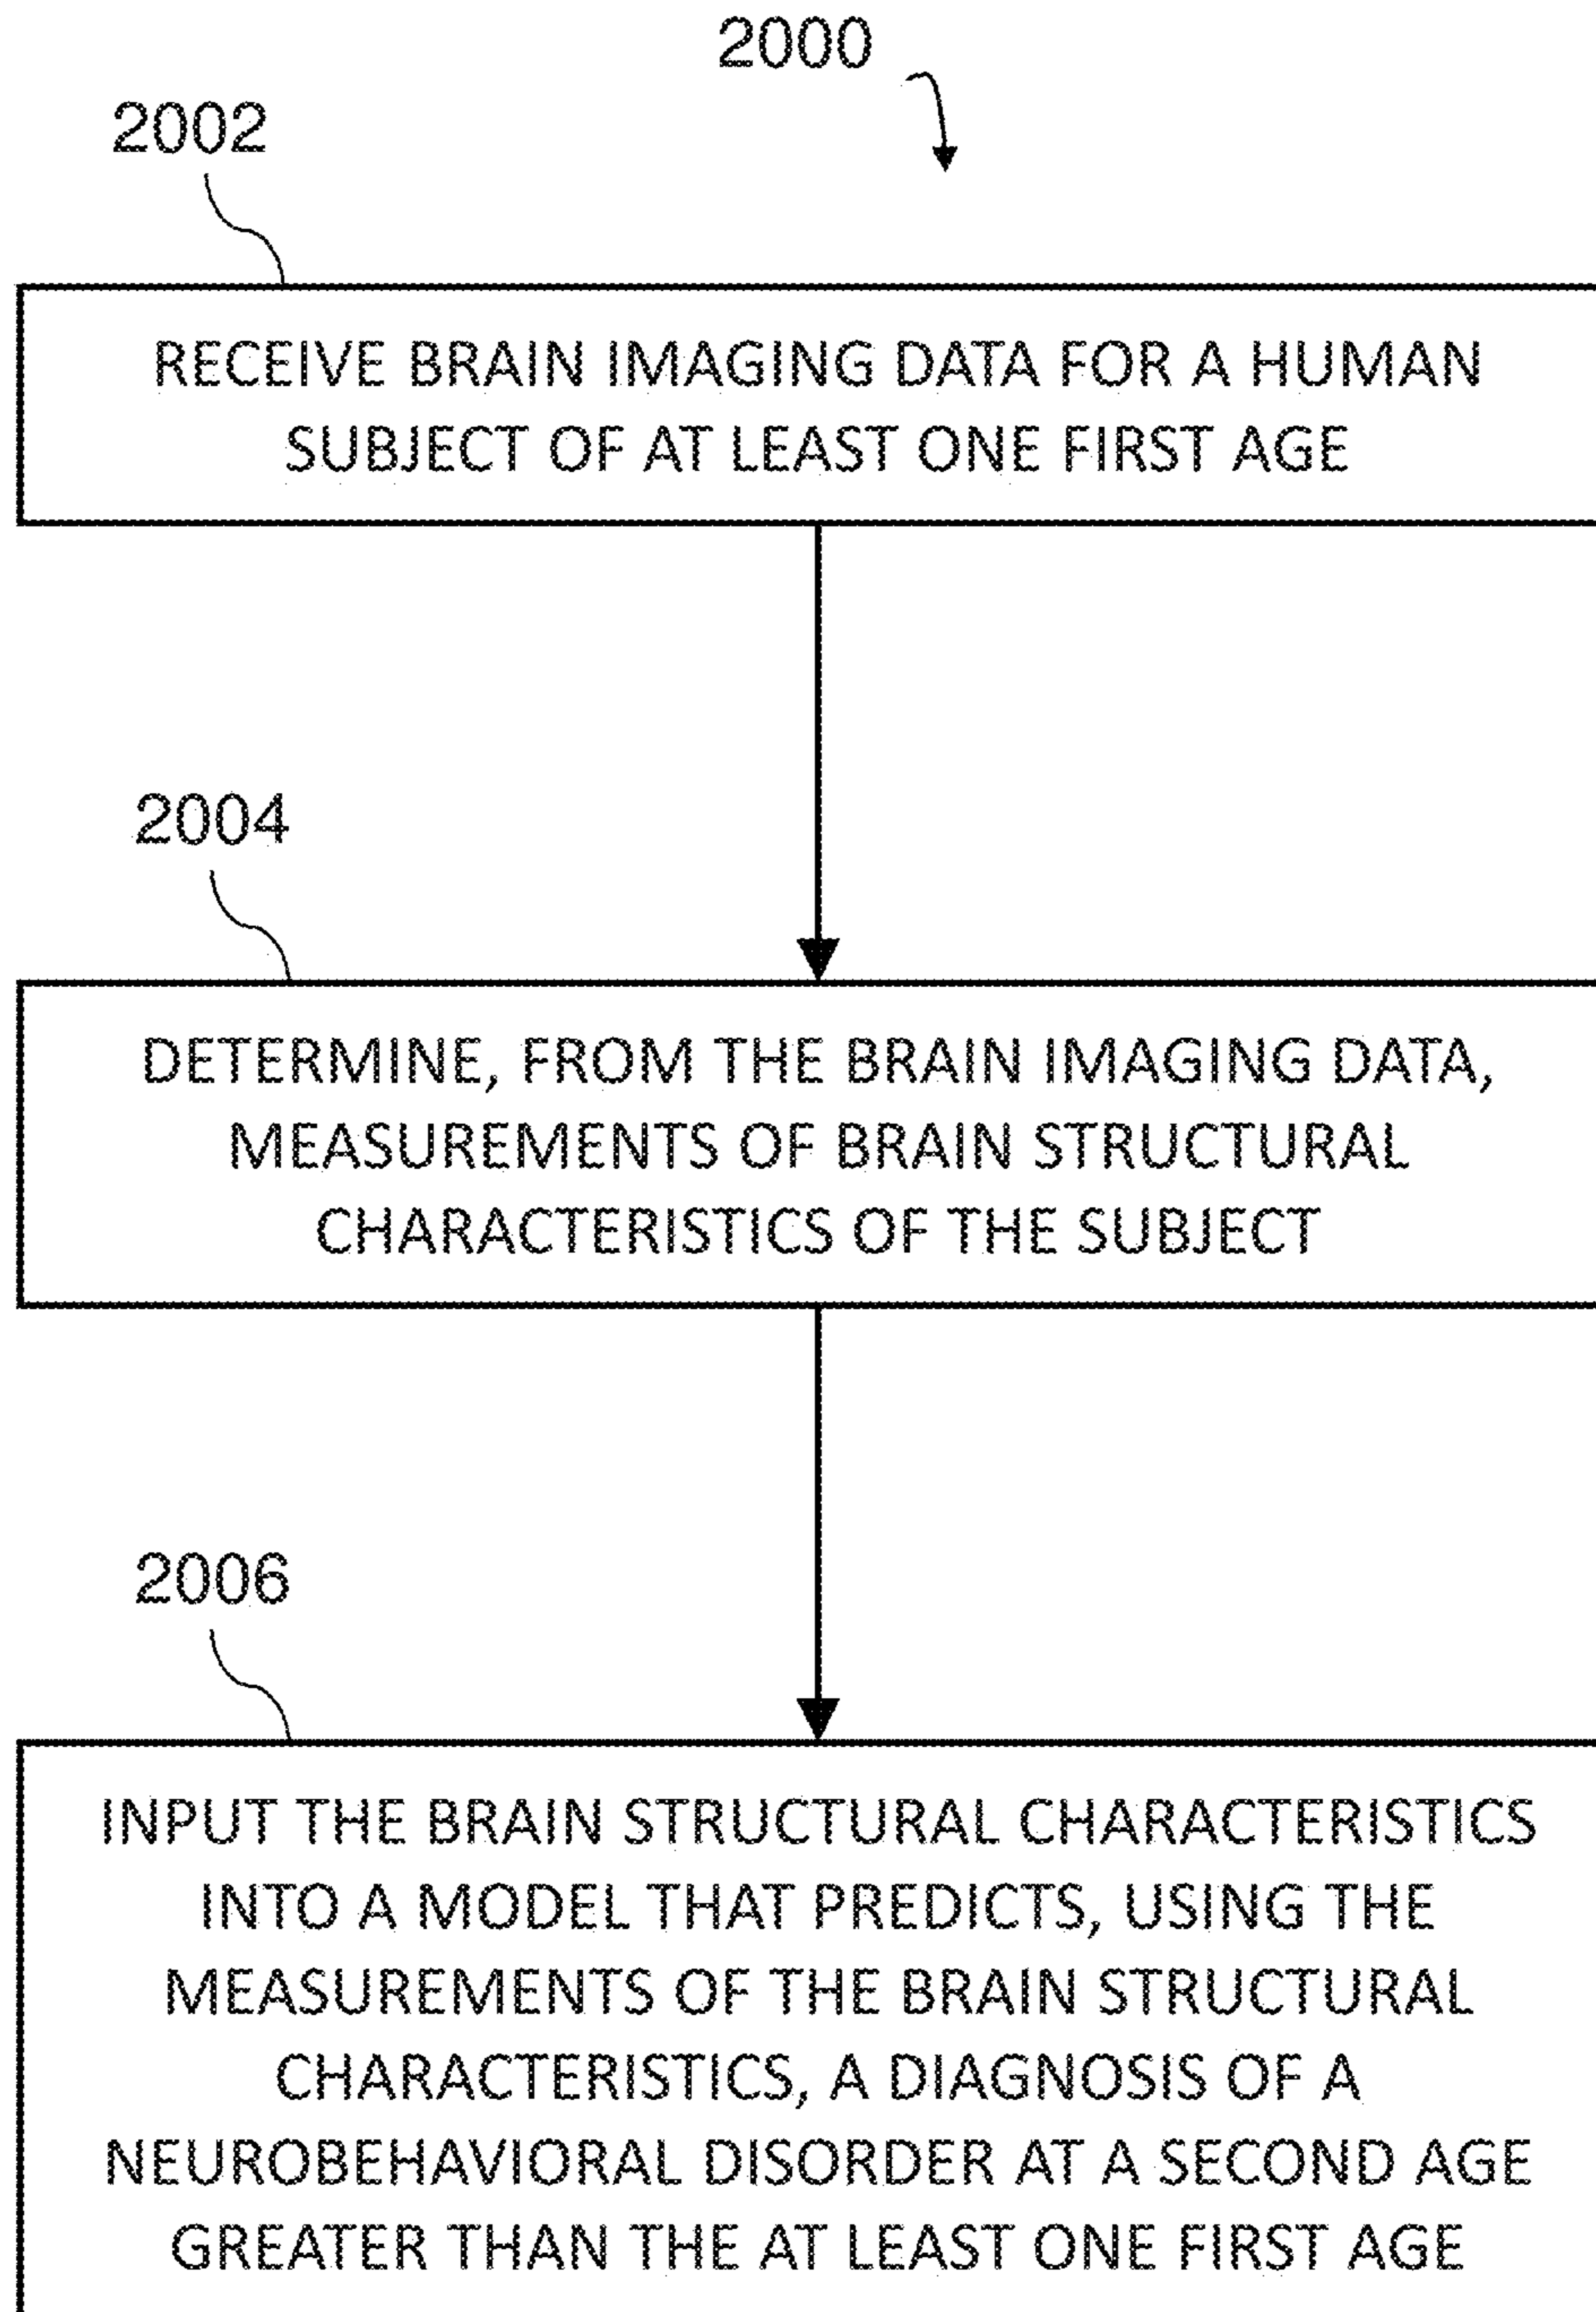 2000
2002
RECEIVE BRAIN IMAGING DATA FOR A HUMAN
SUBJECT OF AT LEAST ONE FIRST AGE
2004
DETERMINE, FROM THE BRAIN IMAGING DATA,
MEASUREMENTS OF BRAIN STRUCTURAL
CHARACTERISTICS OF THE SUBJECT
2006
INPUT THE BRAIN STRUCTURAL CHARACTERISTICS
INTO A MODEL THAT PREDICTS, USING THE
MEASUREMENTS OF THE BRAIN STRUCTURAL
CHARACTERISTICS, A DIAGNOSIS OF A
NEUROBEHAVIORAL DISORDER AT A SECOND AGE
GREATER THAN THE AT LEAST ONE FIRST AGE